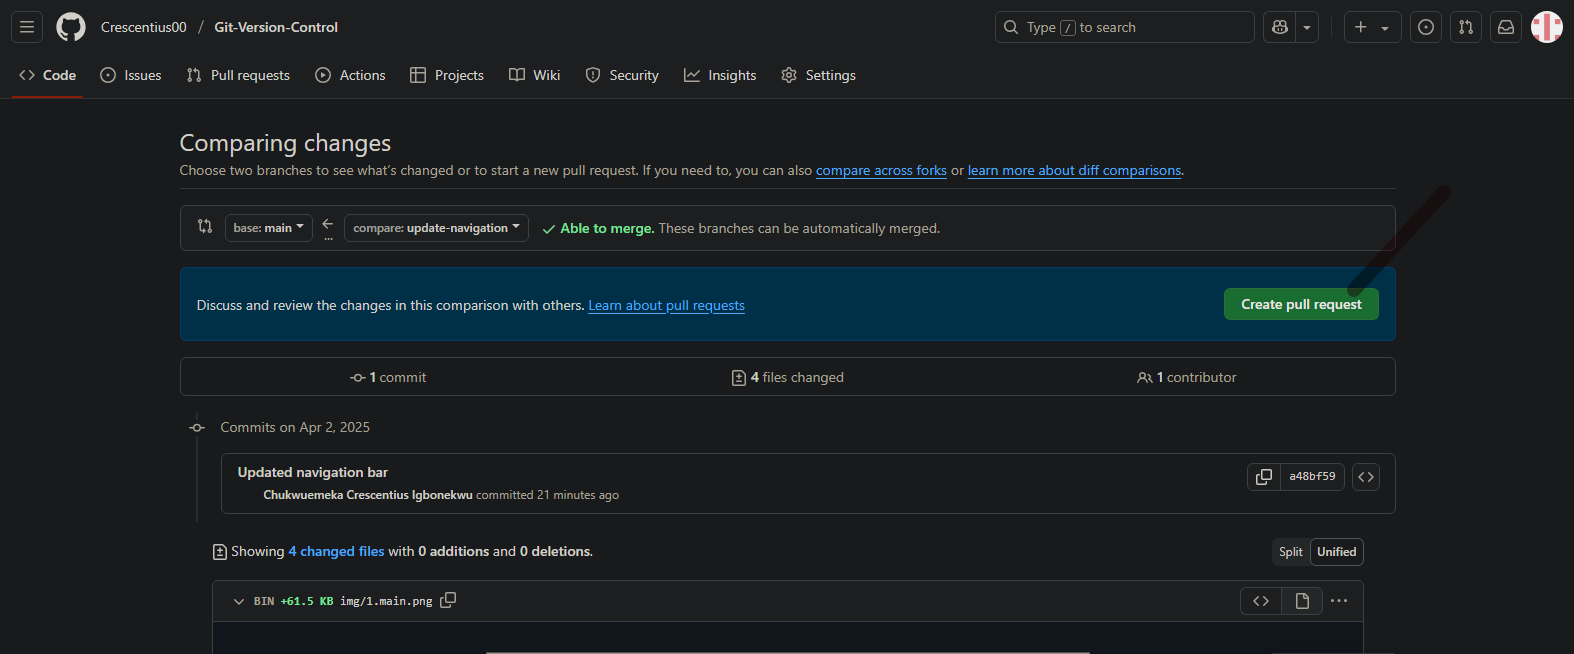 Crescentius00 / Git-Version-Control
Type / to search
Code Issues Pull requests Actions Projects Wiki Security Insights Settings
Comparing changes
Choose two branches to see what's changed or to start a new pull request. If you need to, you can also compare across forks or learn more about diff comparisons.
base: main ... compare: update-navigation Able to merge. These branches can be automatically merged.
Discuss and review the changes in this comparison with others. Learn about pull requests Create pull request
1 commit 4 files changed 1 contributor
Commits on Apr 2, 2025
Updated navigation bar
a48bf59
Chukwuemeka Crescentius Igbonekwu committed 21 minutes ago
Showing 4 changed files with 0 additions and 0 deletions. Split Unified
BIN +61.5 KB img/1.main.png